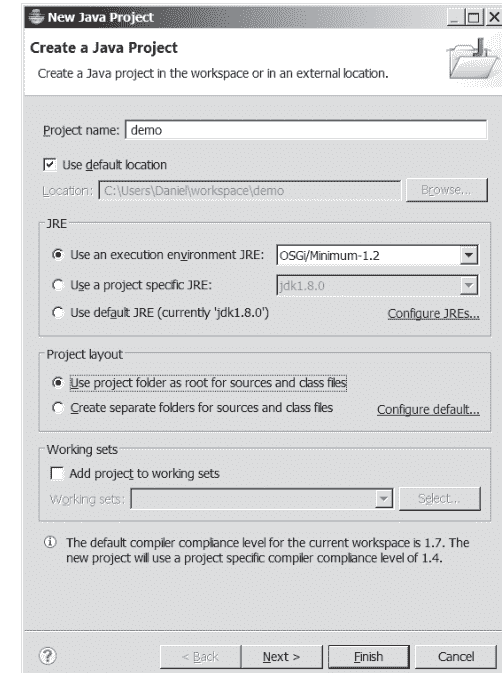 New Java Project
Create a Java Project
Create a Java project in the workspace or in an external location.
Project name: demo
Use default location
Location: C:\Users\Daniel\workspace\demo Browse...
JRE
Use an execution environment JRE: OSGi/Minimum-1.2
Use a project specific JRE: jdk1.8.0
Use default JRE (currently 'jdk1.8.0') Configure JREs...
Project layout
Use project folder as root for sources and class files
Create separate folders for sources and class files Configure default...
Working sets
Add project to working sets
Working sets: Select...
The default compiler compliance level for the current workspace is 1.7. The
new project will use a project specific compiler compliance level of 1.4.
? < Back Next > Finish Cancel